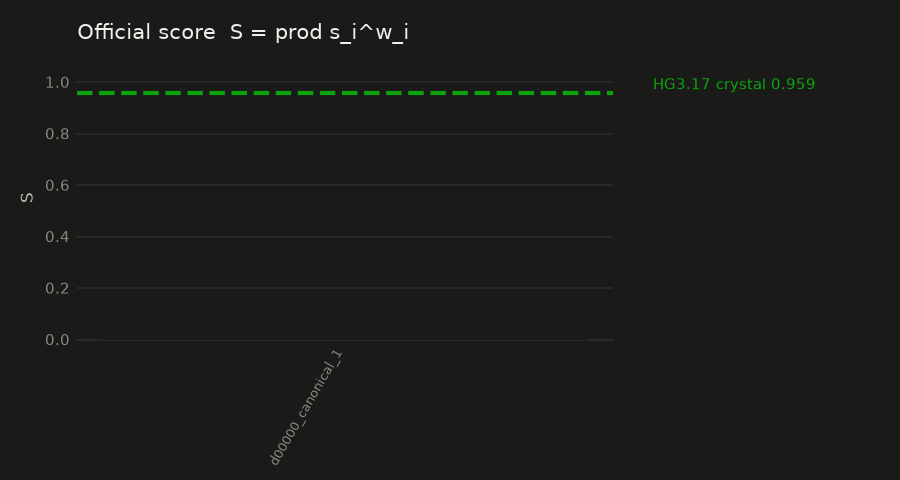 Official score  S = prod s_i^w_i
1.0
HG3.17 crystal 0.959
0.8
0.6
S
0.4
0.2
0.0
d00000_canonical_1